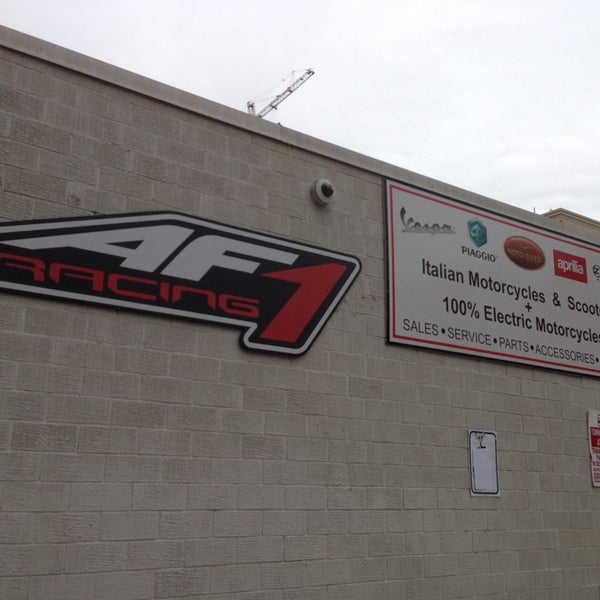 AF1
RACING
Vespa
PIAGGIO
MOTO GUZZI
aprilia
Italian Motorcycles & Scoot
+
100% Electric Motorcycles
SALES • SERVICE • PARTS • ACCESSORIES •